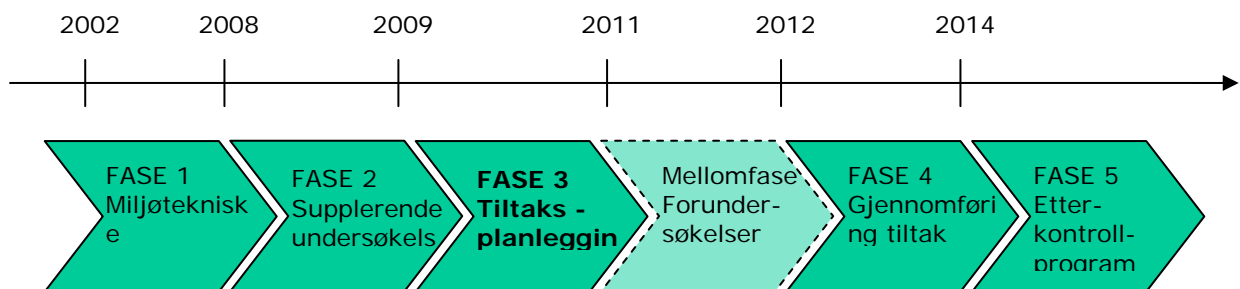 2002 2008 2009 2011 2012 2014
FASE 1
Miljøteknisk
e
FASE 2
Supplerende
undersøkels
FASE 3
Tiltaks -
planleggin
Mellomfase
Forunder-
søkelser
FASE 4
Gjennomføri
ng tiltak
FASE 5
Etter-
kontroll-
program